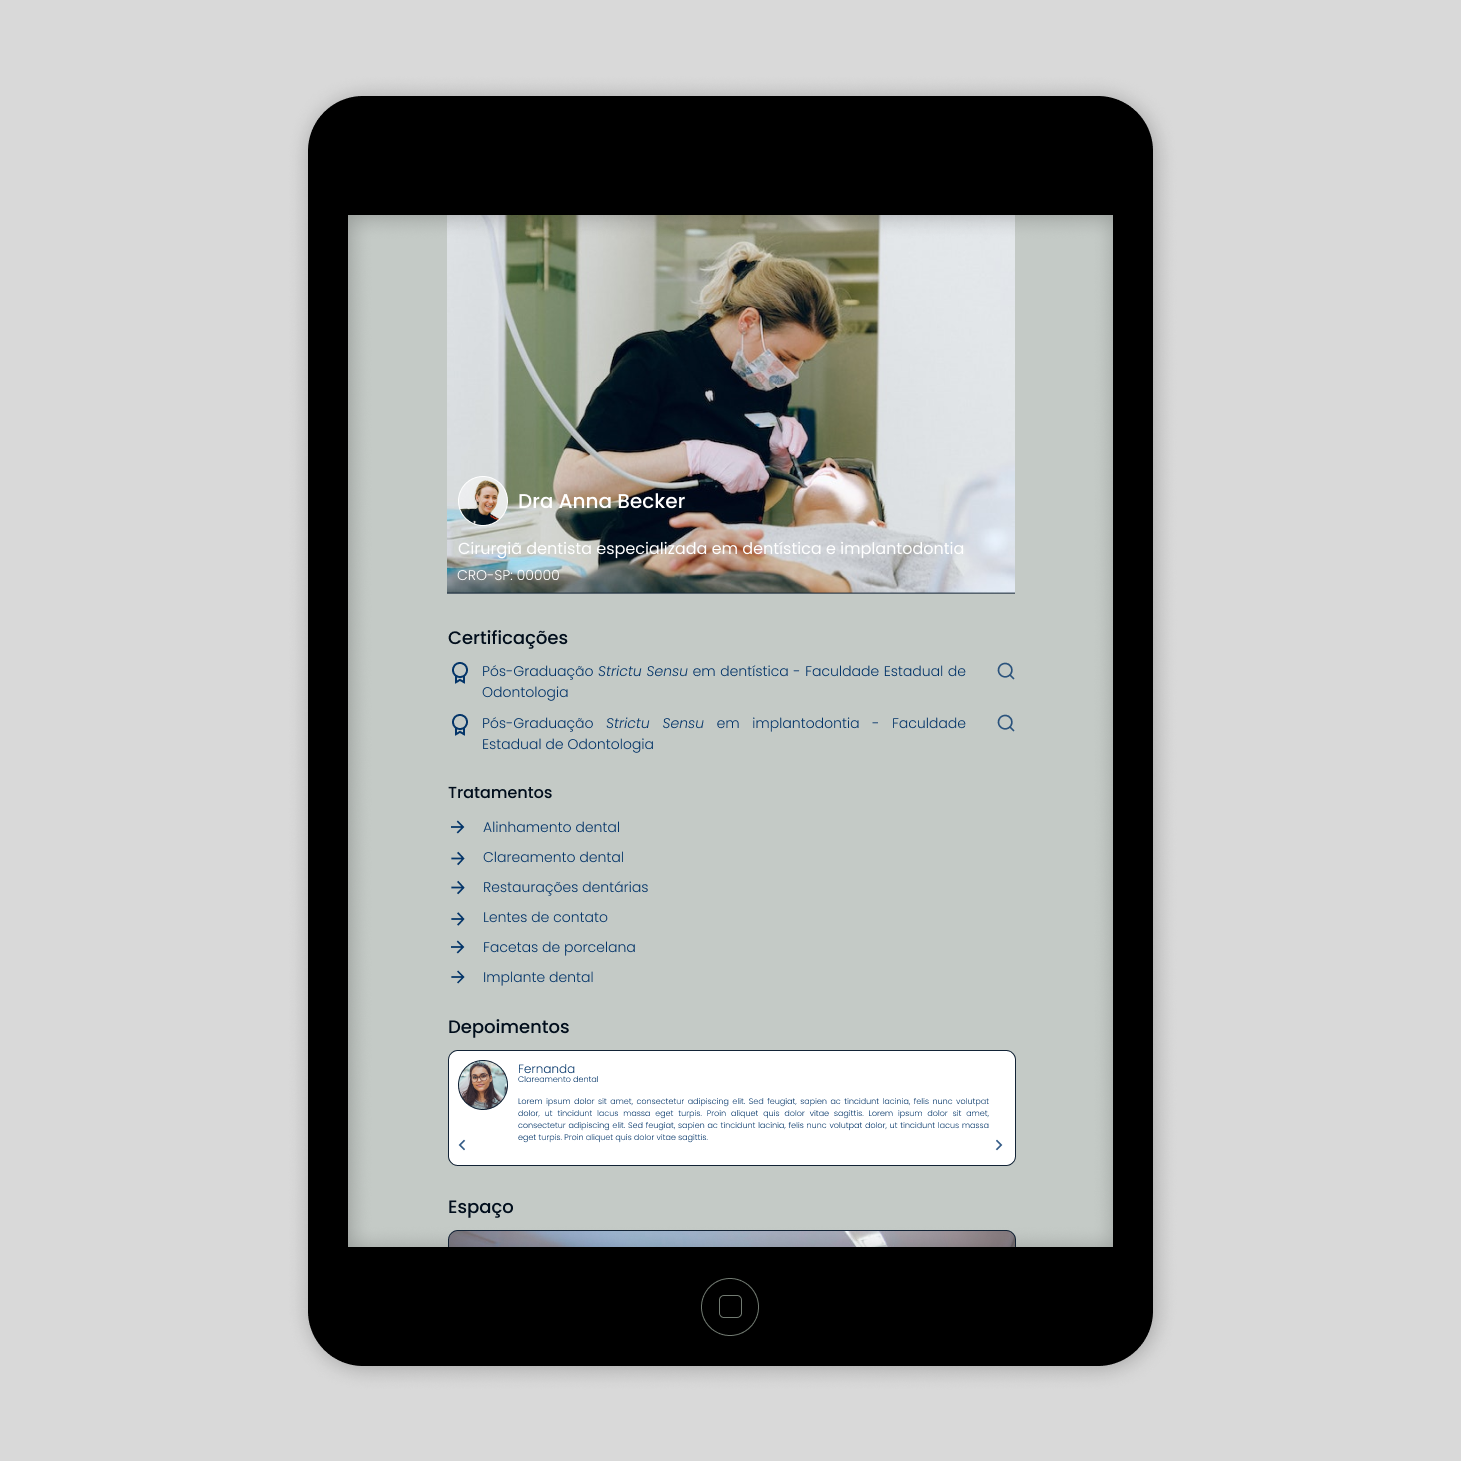 Dra Anna Becker
Cirurgiã dentista especializada em dentística e implantodontia
CRO-SP: 00000
Certificações
Pós-Graduação Strictu Sensu em dentística - Faculdade Estadual de
Odontologia
Pós-Graduação Strictu Sensu em implantodontia - Faculdade
Estadual de Odontologia
Tratamentos
Alinhamento dental
Clareamento dental
Restaurações dentárias
Lentes de contato
Facetas de porcelana
Implante dental
Depoimentos
Fernanda
Clareamento dental
Lorem ipsum dolor sit amet, consectetur adipiscing elit. Sed feugiat, sapien ac tincidunt lacinia, felis nunc volutpat
dolor, ut tincidunt lacus massa eget turpis. Proin aliquet quis dolor vitae sagittis. Lorem ipsum dolor sit amet,
consectetur adipiscing elit. Sed feugiat, sapien ac tincidunt lacinia, felis nunc volutpat dolor, ut tincidunt lacus massa
eget turpis. Proin aliquet quis dolor vitae sagittis.
Espaço